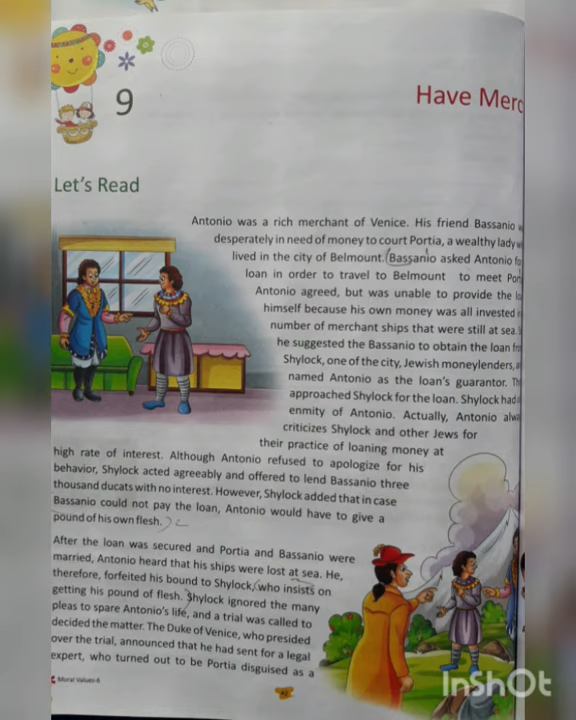 9
Have Merc
Let's Read
Antonio was a rich merchant of Venice. His friend Bassanio
desperately in need of money to court Portia, a wealthy lady
lived in the city of Belmount. Bassanio asked Antonio
loan in order to travel to Belmount to meet Por
Antonio agreed, but was unable to provide the
himself because his own money was all invested
number of merchant ships that were still at sea.
he suggested the Bassanio to obtain the loan
Shylock, one of the city, Jewish moneylenders,
named Antonio as the loan's guarantor. Th
approached Shylock for the loan. Shylock had
enmity of Antonio. Actually, Antonio alwa
criticizes Shylock and other Jews for
their practice of loaning money at
high rate of interest. Although Antonio refused to apologize for his
behavior, Shylock acted agreeably and offered to lend Bassanio three
thousand ducats with no interest. However, Shylock added that in case
Bassanio could not pay the loan, Antonio would have to give a
pound of his own flesh.
After the loan was secured and Portia and Bassanio were
married, Antonio heard that his ships were lost at sea. He,
therefore, forfeited his bound to Shylock, who insists on
getting his pound of flesh. Shylock ignored the many
pleas to spare Antonio's life, and a trial was called to
decided the matter. The Duke of Venice, who presided
over the trial, announced that he had sent for a legal
expert, who turned out to be Portia disguised as a
Moral Values-6
InShOt